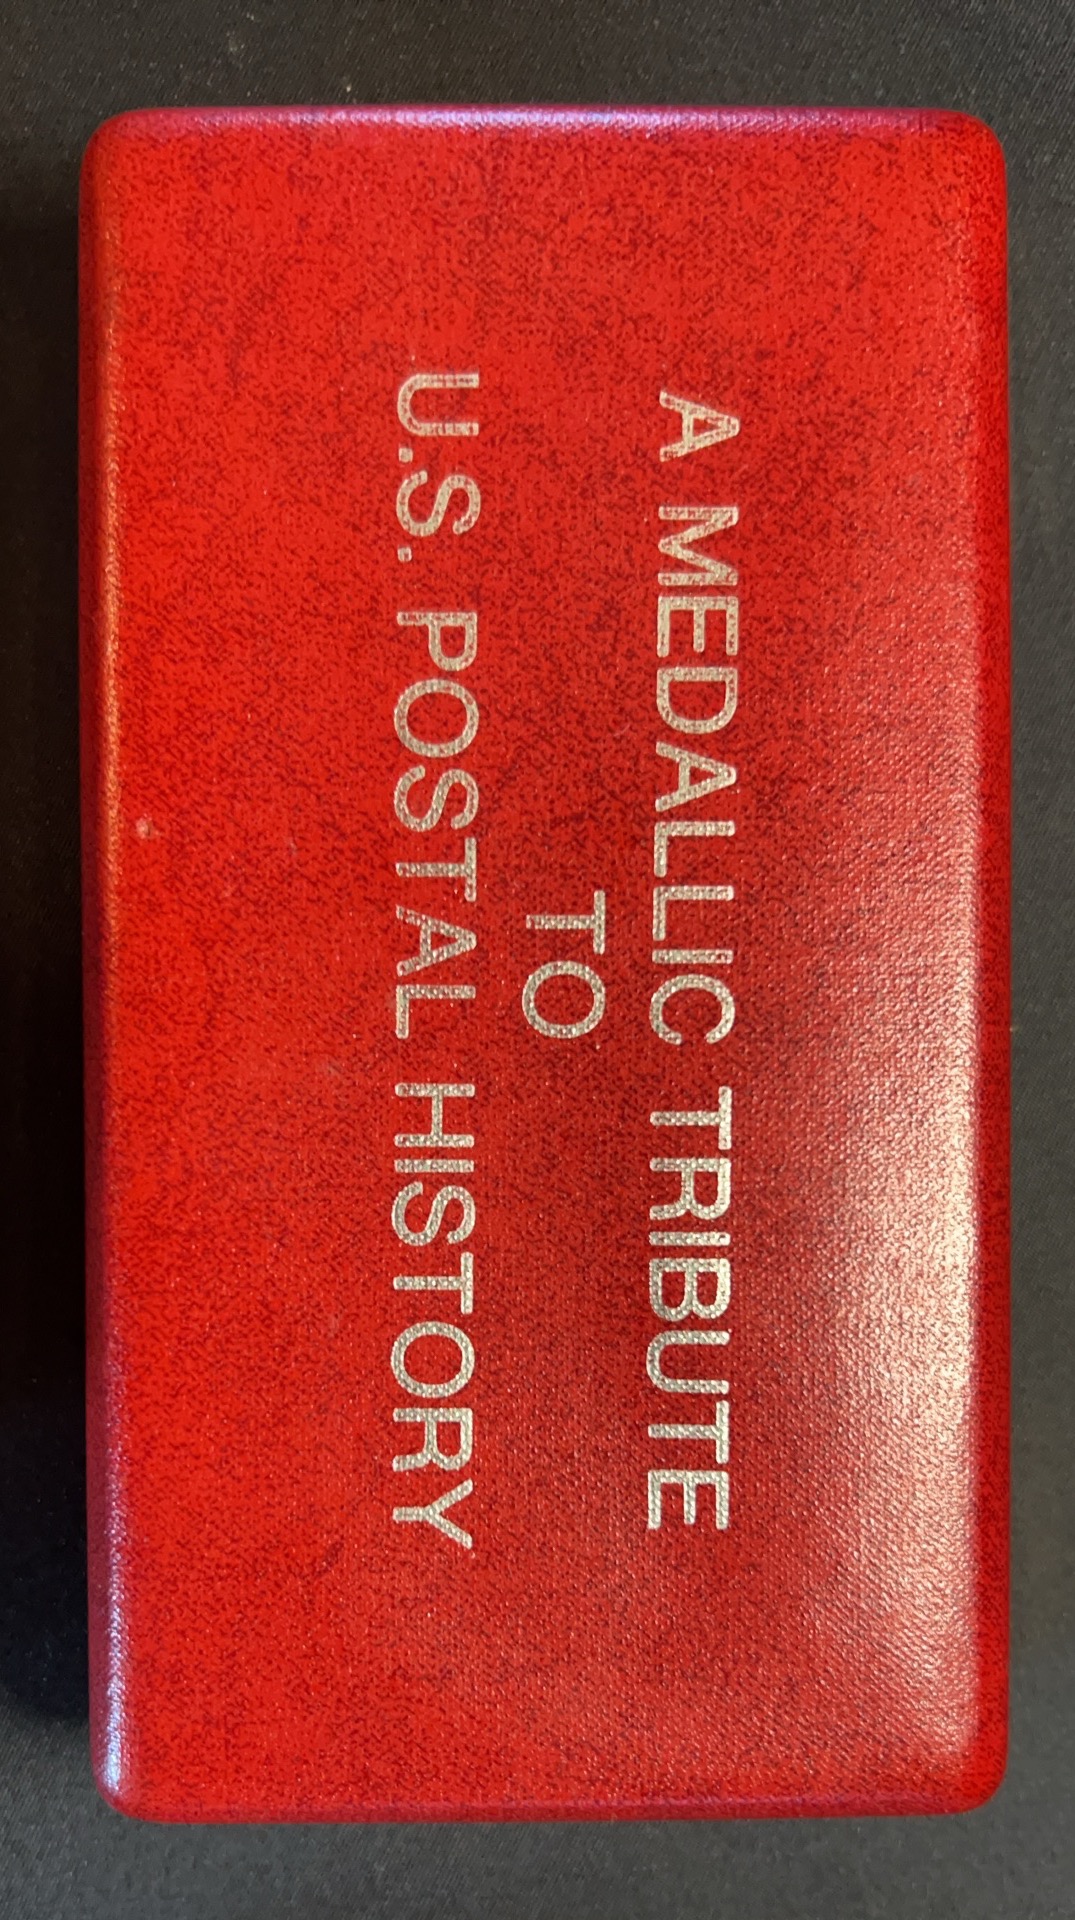 A MEDALLIC TRIBUTE
TO
U.S. POSTAL HISTORY